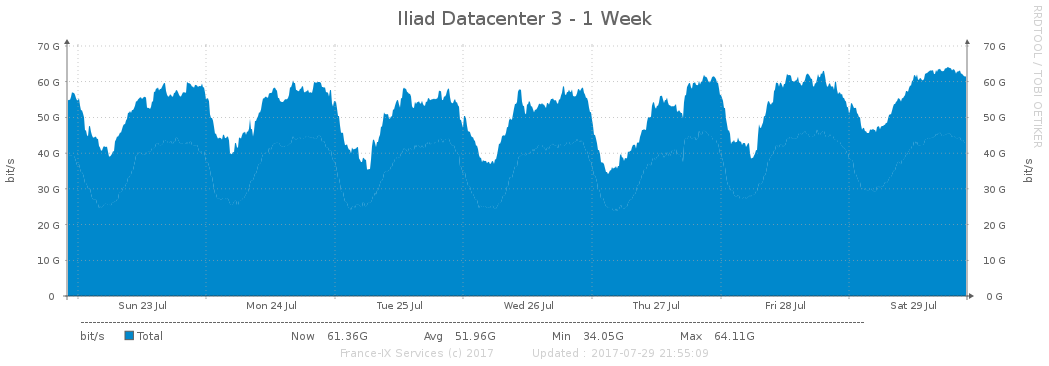 Iliad Datacenter 3 - 1 Week
RRDTOOL / TOBI OETIKER
70 G 70 G
60 G 60 G
50 G 50 G
40 G 40 G
30 G 30 G
20 G 20 G
10 G 10 G
0 0 G
bit/s bit/s
Sun 23 Jul Mon 24 Jul Tue 25 Jul Wed 26 Jul Thu 27 Jul Fri 28 Jul Sat 29 Jul
bit/s Total Now 61.36G Avg 51.96G Min 34.05G Max 64.11G
France-IX Services (c) 2017 Updated : 2017-07-29 21:55:09